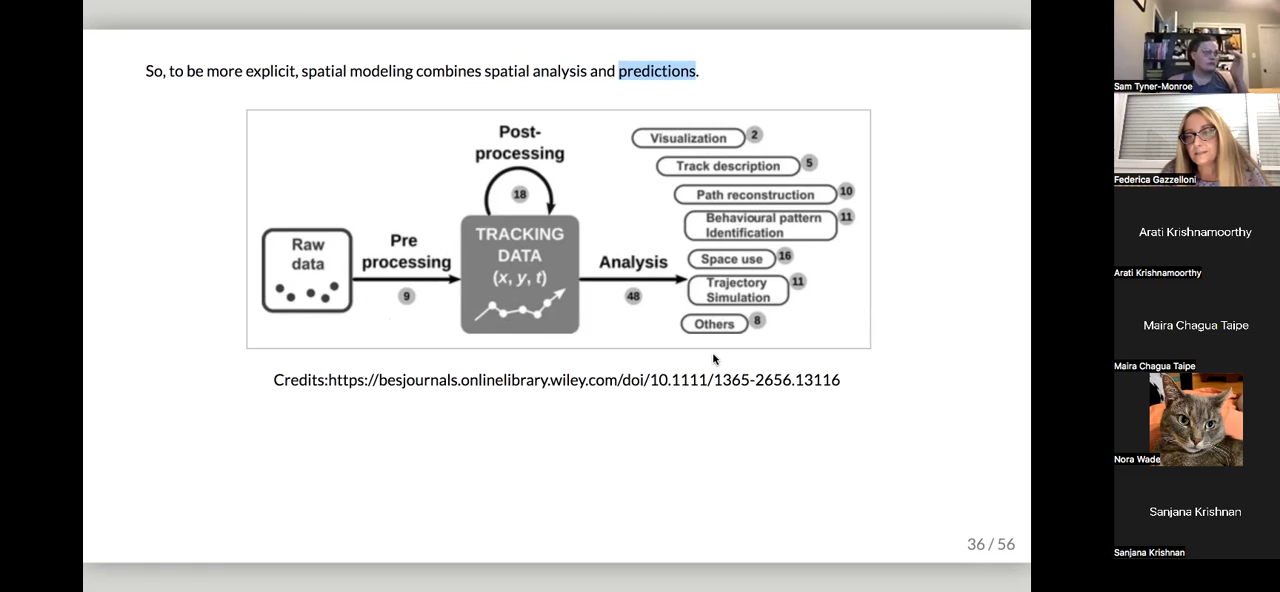 So, to be more explicit, spatial modeling combines spatial analysis and predictions.
Post-
processing
18
Raw
data
Pre
processing
9
TRACKING
DATA
(x, y, t)
Analysis
48
Visualization 2
Track description 5
Path reconstruction 10
Behavioural pattern 11
Identification
Space use 16
Trajectory 11
Simulation
Others 8
Credits:https://besjournals.onlinelibrary.wiley.com/doi/10.1111/1365-2656.13116
36 / 56
Sam Tyner-Monroe
Federica Gazzelloni
Arati Krishnamoorthy
Arati Krishnamoorthy
Maira Chagua Taipe
Maira Chagua Taipe
Nora Wade
Sanjana Krishnan
Sanjana Krishnan